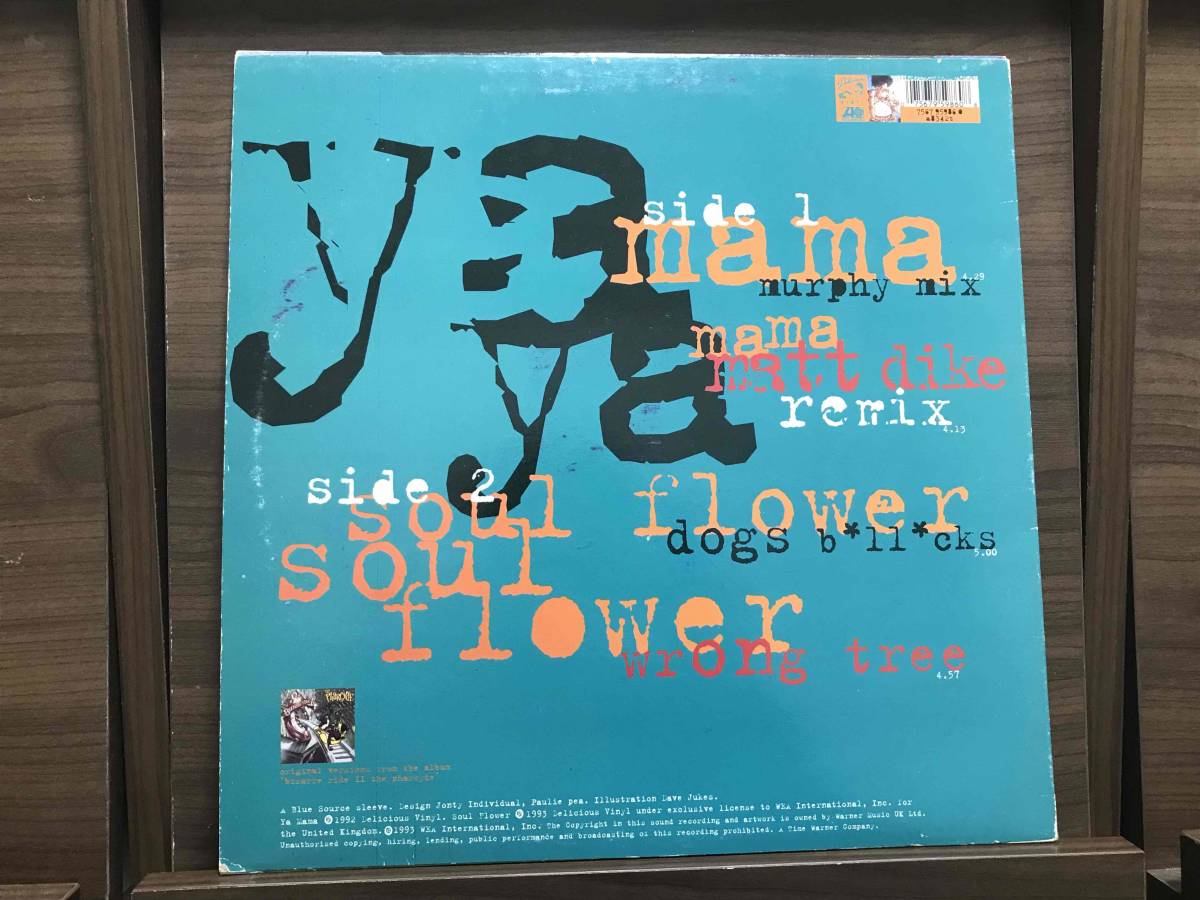 ya
ya
side 1
mama
4.29
murphy mix
mama
matt dike
remix
4.13
side 2
soul flower
dogs b*ll*cks
5.00
soul
flower
wrong tree
4.57
original versions from the album
'bizarre ride II the pharcyde'
A Blue Source sleeve. Design Jonty Individual, Paulie pea. Illustration Dave Jukes.
Ya Mama ℗1992 Delicious Vinyl. Soul Flower ℗1993 Delicious Vinyl under exclusive license to WEA International, Inc. for
the United Kingdom. ©1993 WEA International, Inc. The Copyright in this sound recording and artwork is owned by Warner Music UK Ltd.
Unauthorised copying, hiring, lending, public performance and broadcasting of this recording prohibited. A Time Warner Company.